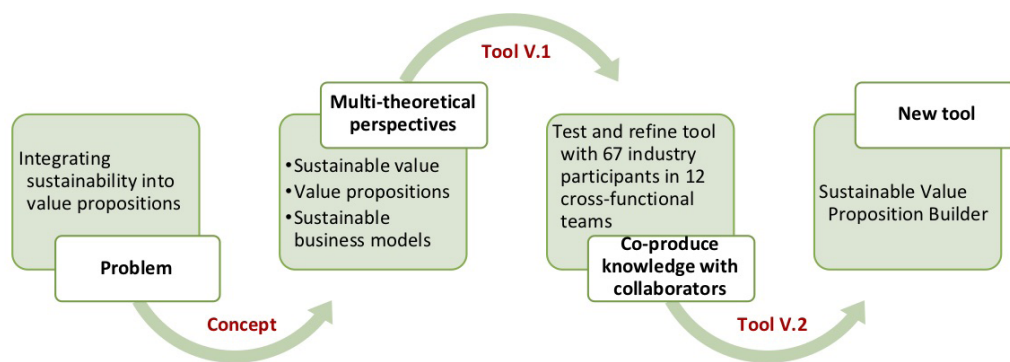 Integrating
sustainability into
value propositions
Problem
Concept
Multi-theoretical
perspectives
•Sustainable value
•Value propositions
•Sustainable
business models
Tool V.1
Test and refine tool
with 67 industry
participants in 12
cross-functional
teams
Co-produce
knowledge with
collaborators
Tool V.2
New tool
Sustainable Value
Proposition Builder